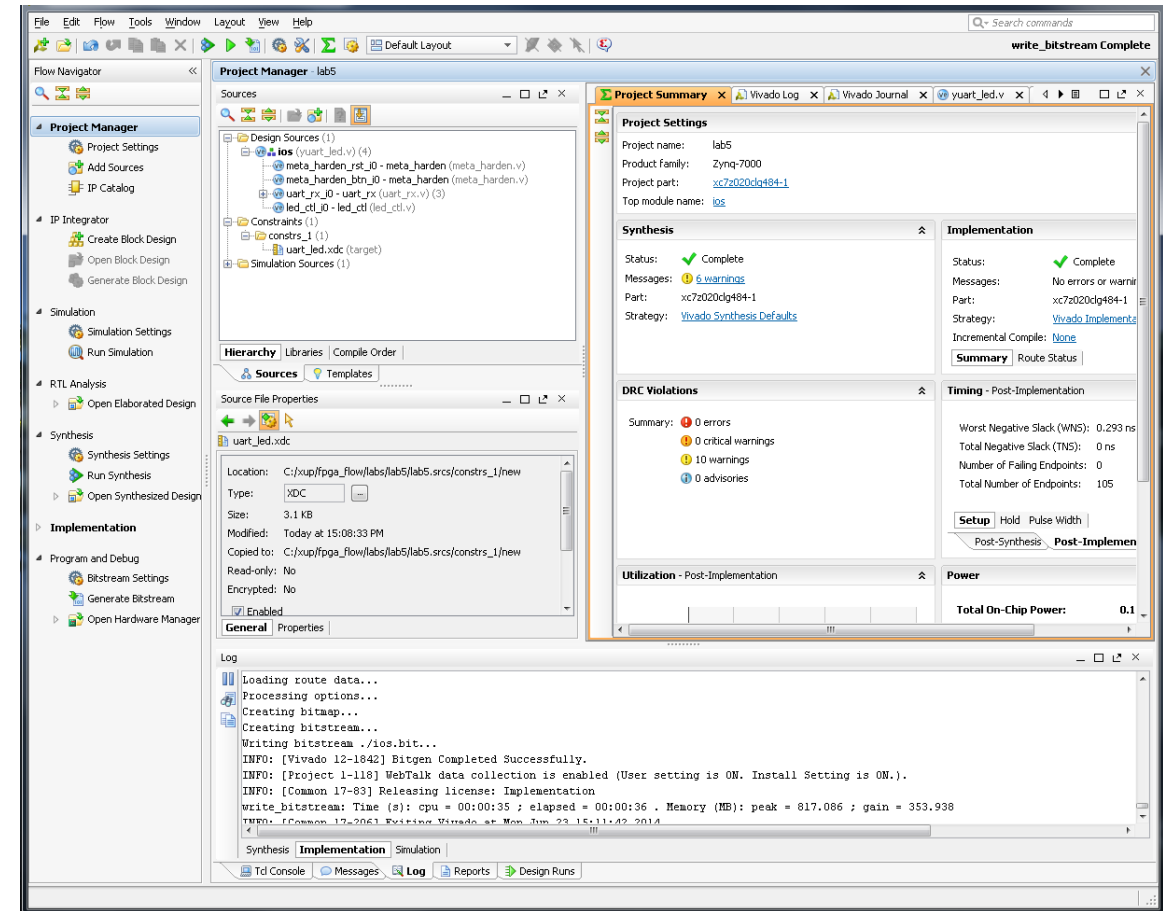 File Edit Flow Tools Window Layout View Help
Search commands
Default Layout
write_bitstream Complete
Flow Navigator
Project Manager
Project Settings
Add Sources
IP Catalog
IP Integrator
Create Block Design
Open Block Design
Generate Block Design
Simulation
Simulation Settings
Run Simulation
RTL Analysis
Open Elaborated Design
Synthesis
Synthesis Settings
Run Synthesis
Open Synthesized Design
Implementation
Program and Debug
Bitstream Settings
Generate Bitstream
Open Hardware Manager
Project Manager - lab5
Sources
Design Sources (1)
ios (yuart_led.v) (4)
meta_harden_rst_i0 - meta_harden (meta_harden.v)
meta_harden_btn_i0 - meta_harden (meta_harden.v)
uart_rx_i0 - uart_rx (uart_rx.v) (3)
led_ctl_i0 - led_ctl (led_ctl.v)
Constraints (1)
constrs_1 (1)
uart_led.xdc (target)
Simulation Sources (1)
Hierarchy Libraries Compile Order
Sources Templates
Source File Properties
uart_led.xdc
Location: C:/xup/fpga_flow/labs/lab5/lab5.srcs/constrs_1/new
Type: XDC ...
Size: 3.1 KB
Modified: Today at 15:08:33 PM
Copied to: C:/xup/fpga_flow/labs/lab5/lab5.srcs/constrs_1/new
Read-only: No
Encrypted: No
Enabled
General Properties
Project Summary Vivado Log Vivado Journal yuart_led.v
Project Settings
Project name: lab5
Product family: Zynq-7000
Project part: xc7z020clg484-1
Top module name: ios
Synthesis
Status: Complete
Messages: 6 warnings
Part: xc7z020clg484-1
Strategy: Vivado Synthesis Defaults
Implementation
Status: Complete
Messages: No errors or warnir
Part: xc7z020clg484-1
Strategy: Vivado Implementa
Incremental Compile: None
Summary Route Status
DRC Violations
Summary: 0 errors
0 critical warnings
10 warnings
0 advisories
Timing - Post-Implementation
Worst Negative Slack (WNS): 0.293 ns
Total Negative Slack (TNS): 0 ns
Number of Failing Endpoints: 0
Total Number of Endpoints: 105
Setup Hold Pulse Width
Post-Synthesis Post-Implemen
Utilization - Post-Implementation
Power
Total On-Chip Power: 0.1
Log
Loading route data...
Processing options...
Creating bitmap...
Creating bitstream...
Writing bitstream ./ios.bit...
INFO: [Vivado 12-1842] Bitgen Completed Successfully.
INFO: [Project 1-118] WebTalk data collection is enabled (User setting is ON. Install Setting is ON.).
INFO: [Common 17-83] Releasing license: Implementation
write_bitstream: Time (s): cpu = 00:00:35 ; elapsed = 00:00:36 . Memory (MB): peak = 817.086 ; gain = 353.938
INFO: [Common 17-206] Exiting Vivado at Mon Jun 23 15:11:42 2014
Synthesis Implementation Simulation
Tcl Console Messages Log Reports Design Runs